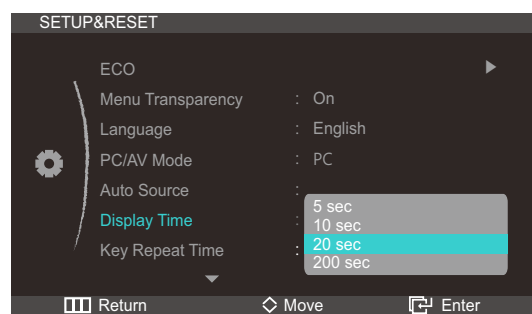 SETUP&RESET
ECO
Menu Transparency : On
Language : English
PC/AV Mode : PC
Auto Source :
Display Time :
Key Repeat Time :
5 sec
10 sec
20 sec
200 sec
Return Move Enter